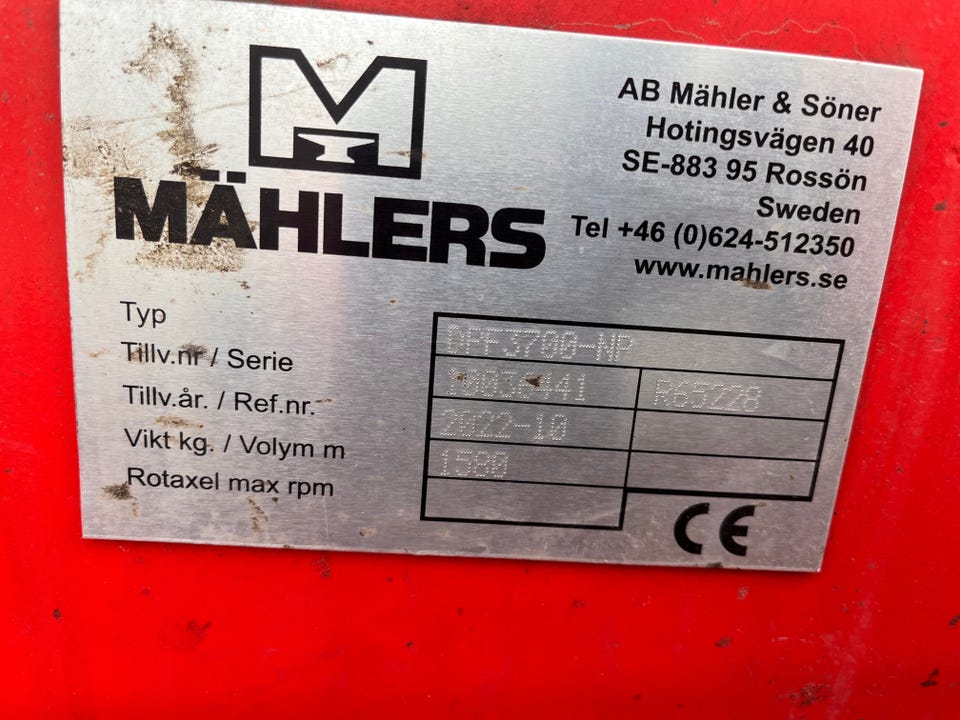 MÄHLERS
AB Mähler & Söner
Hotingsvägen 40
SE-883 95 Rossön
Sweden
Tel +46 (0)624-512350
www.mahlers.se
Typ DPF3700-NP
Tillv.nr / Serie 10036441 R65228
Tillv.år. / Ref.nr. 2022-10
Vikt kg. / Volym m 1580
Rotaxel max rpm
CE